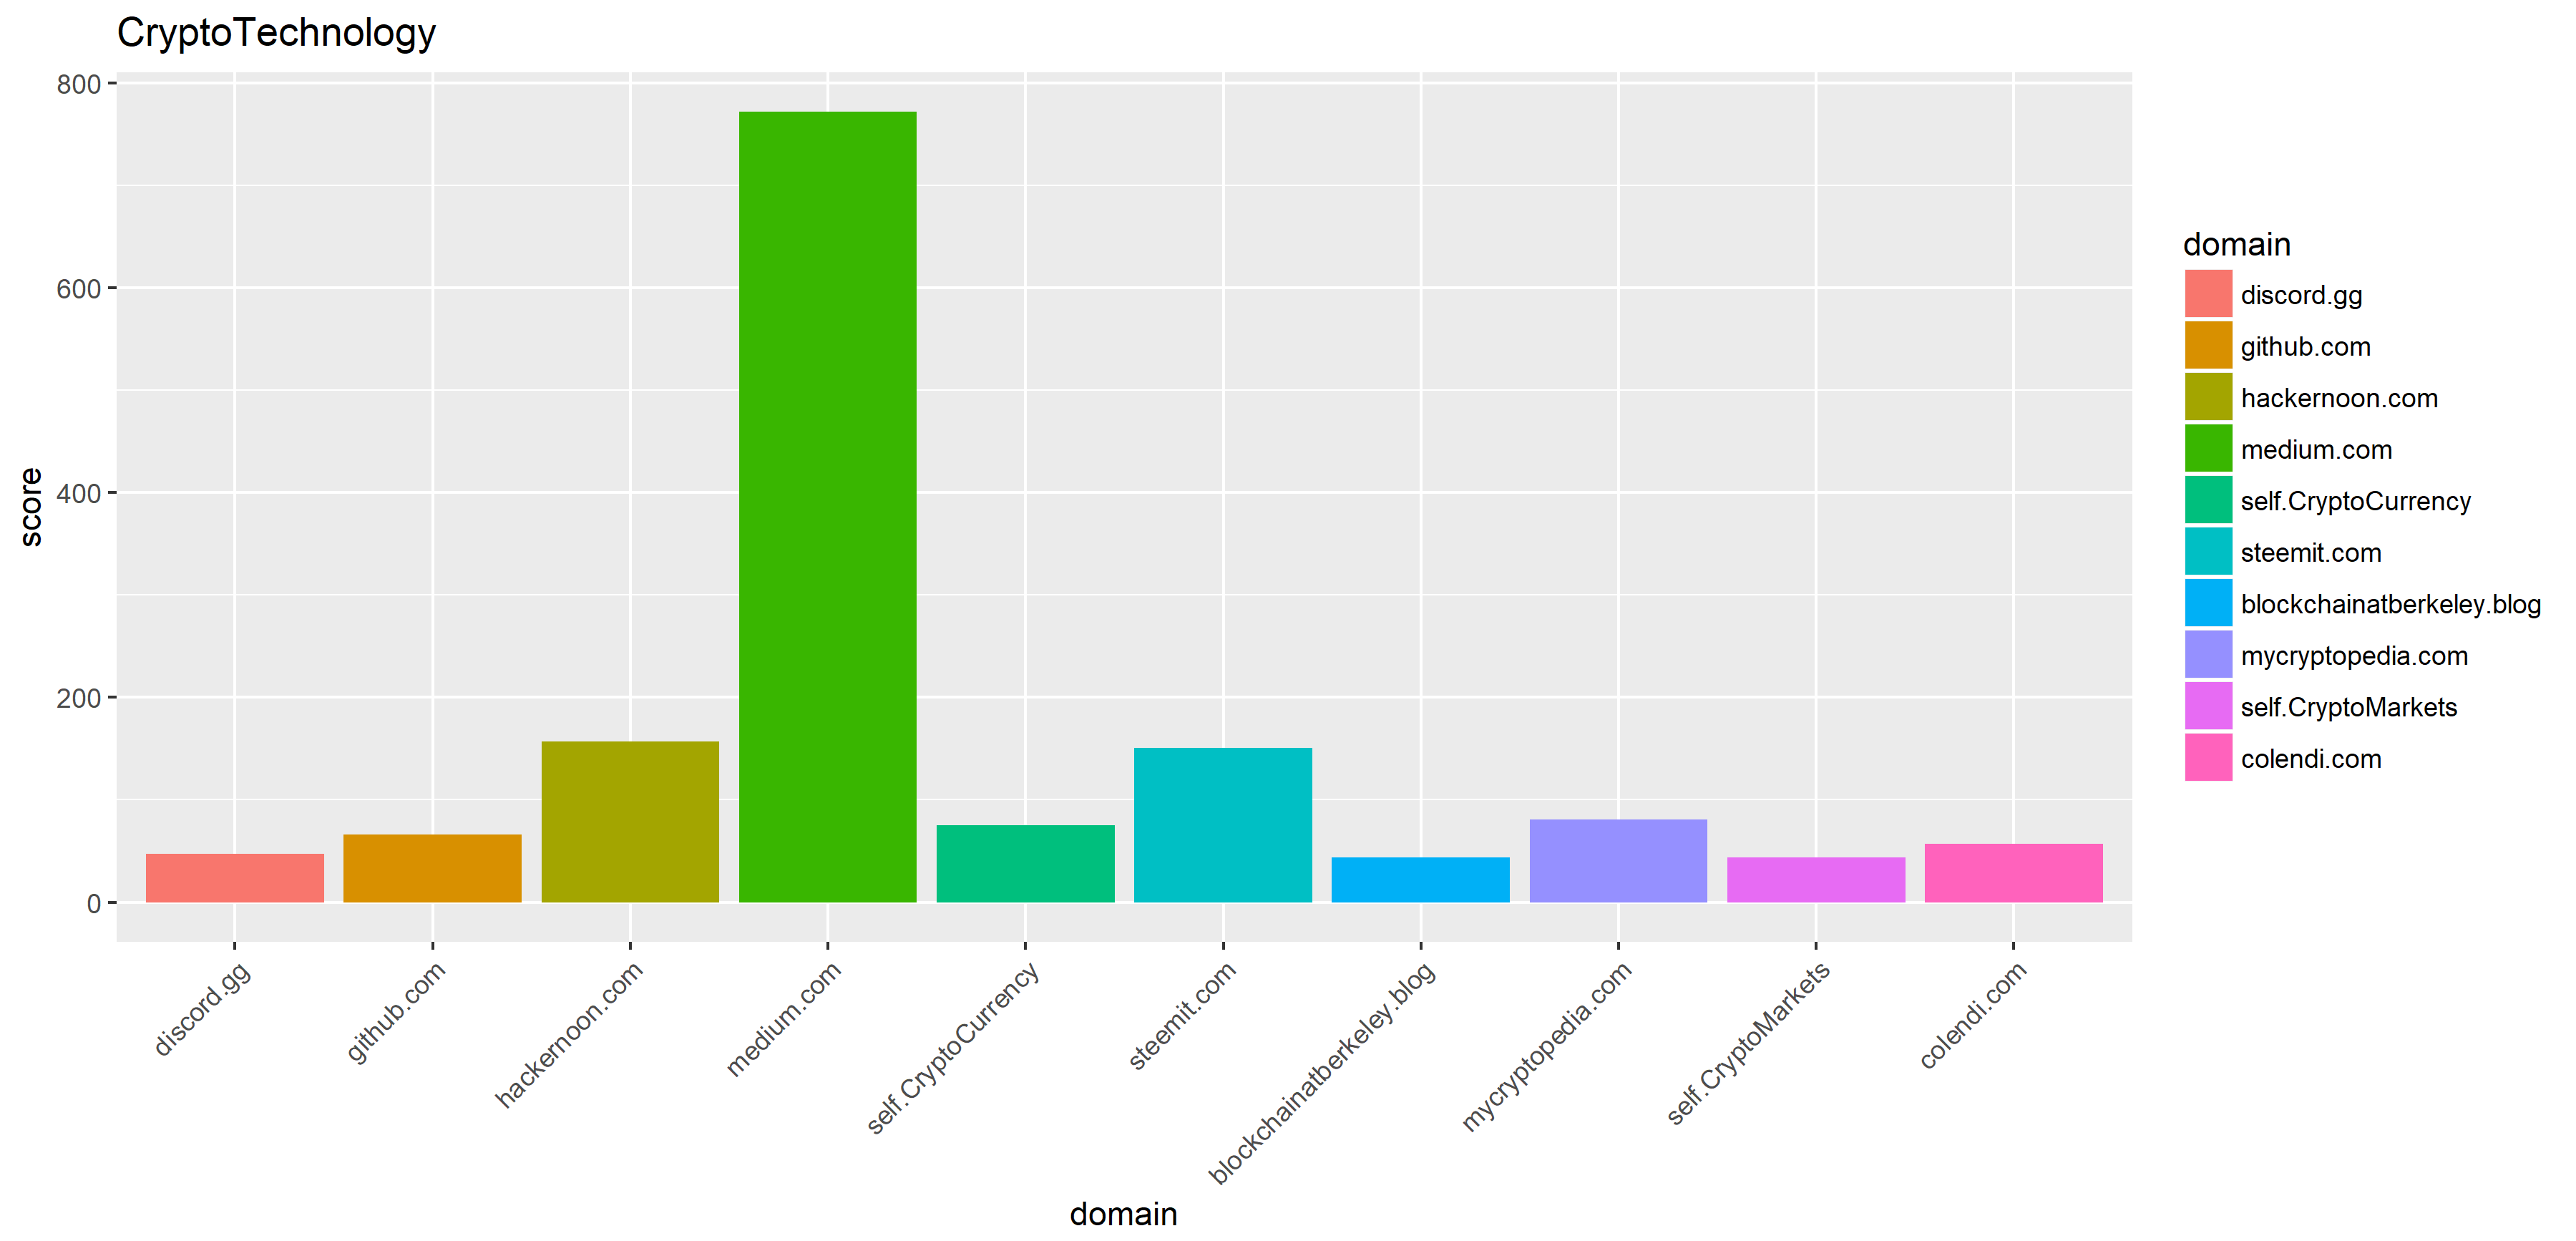 CryptoTechnology
score
800
600
400
200
0
discord.gg
github.com
hackernoon.com
medium.com
self.CryptoCurrency
steemit.com
blockchainatberkeley.blog
mycryptopedia.com
self.CryptoMarkets
colendi.com
domain
domain
discord.gg
github.com
hackernoon.com
medium.com
self.CryptoCurrency
steemit.com
blockchainatberkeley.blog
mycryptopedia.com
self.CryptoMarkets
colendi.com